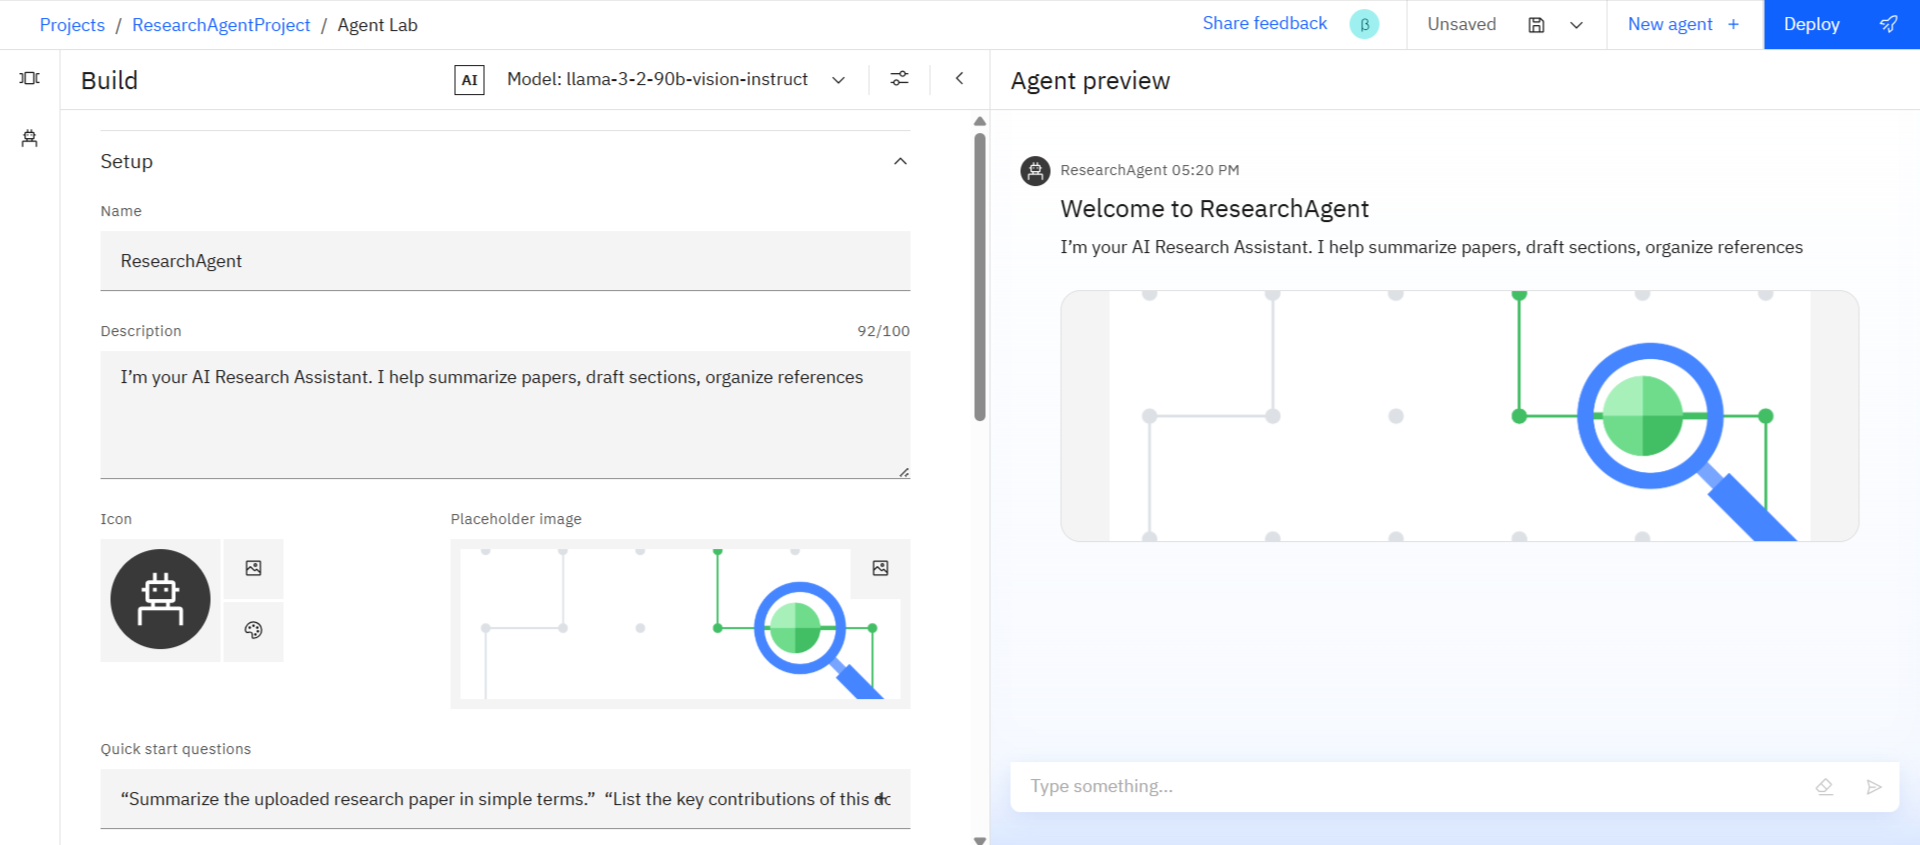 Projects / ResearchAgentProject / Agent Lab
Share feedback β Unsaved New agent + Deploy
Build AI Model: llama-3-2-90b-vision-instruct
Agent preview
Setup
Name
ResearchAgent
Description 92/100
I’m your AI Research Assistant. I help summarize papers, draft sections, organize references
Icon
Placeholder image
Quick start questions
“Summarize the uploaded research paper in simple terms.” “List the key contributions of this
ResearchAgent 05:20 PM
Welcome to ResearchAgent
I’m your AI Research Assistant. I help summarize papers, draft sections, organize references
Type something...